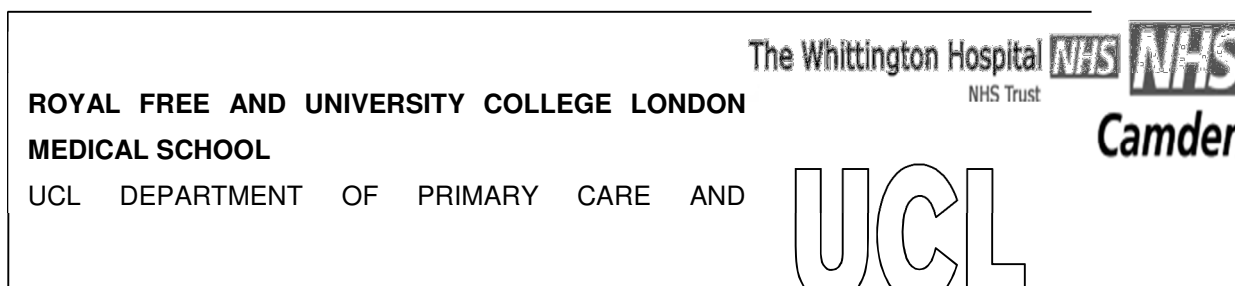 The Whittington Hospital NHS NHS
NHS Trust
Camden
ROYAL FREE AND UNIVERSITY COLLEGE LONDON
MEDICAL SCHOOL
UCL DEPARTMENT OF PRIMARY CARE AND
UCL